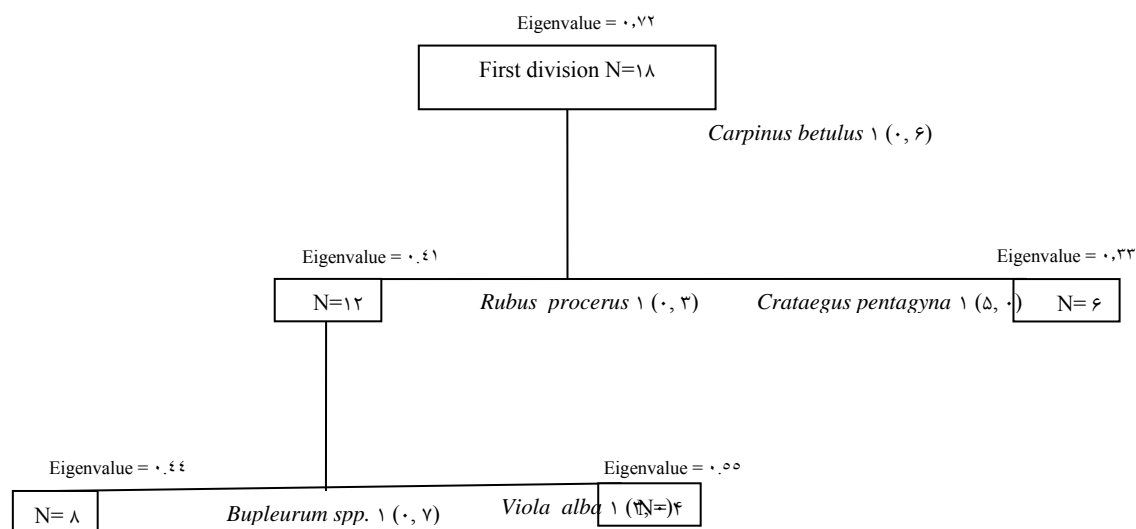 Eigenvalue = ۰,۷۲
First division N=۱۸
Carpinus betulus ۱ (۰, ۶)
Eigenvalue = ۰.٤۱
Eigenvalue = ۰,۳۳
N=۱۲
Rubus procerus ۱ (۰, ۳)
Crataegus pentagyna ۱ (۵, ۰)
N= ۶
Eigenvalue = ۰.٤٤
Eigenvalue = ۰.٥٥
N= ۸
Bupleurum spp. ۱ (۰, ۷)
Viola alba ۱
N= ۴